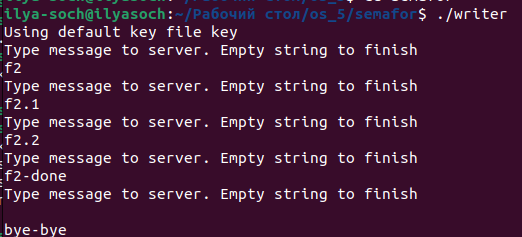 ilya-soch@ilyasoch:~/Рабочий стол/os_5/semafor$ ./writer
Using default key file key
Type message to server. Empty string to finish
f2
Type message to server. Empty string to finish
f2.1
Type message to server. Empty string to finish
f2.2
Type message to server. Empty string to finish
f2-done
Type message to server. Empty string to finish
bye-bye